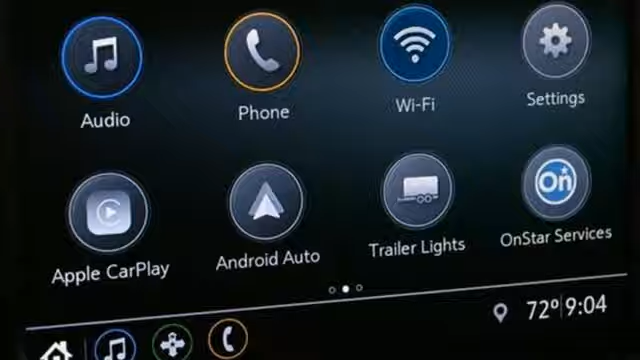 Audio
Phone
Wi-Fi
Settings
On
Apple CarPlay
Android Auto
Trailer Lights
OnStar Services
72° 9:04